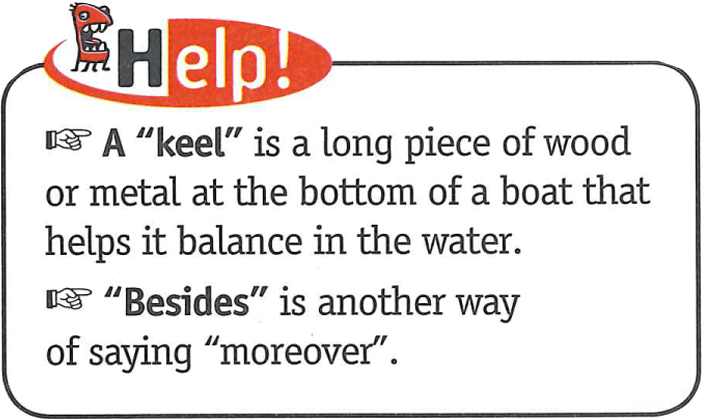 Help!
☞ A “keel” is a long piece of wood
or metal at the bottom of a boat that
helps it balance in the water.
☞ “Besides” is another way
of saying “moreover”.